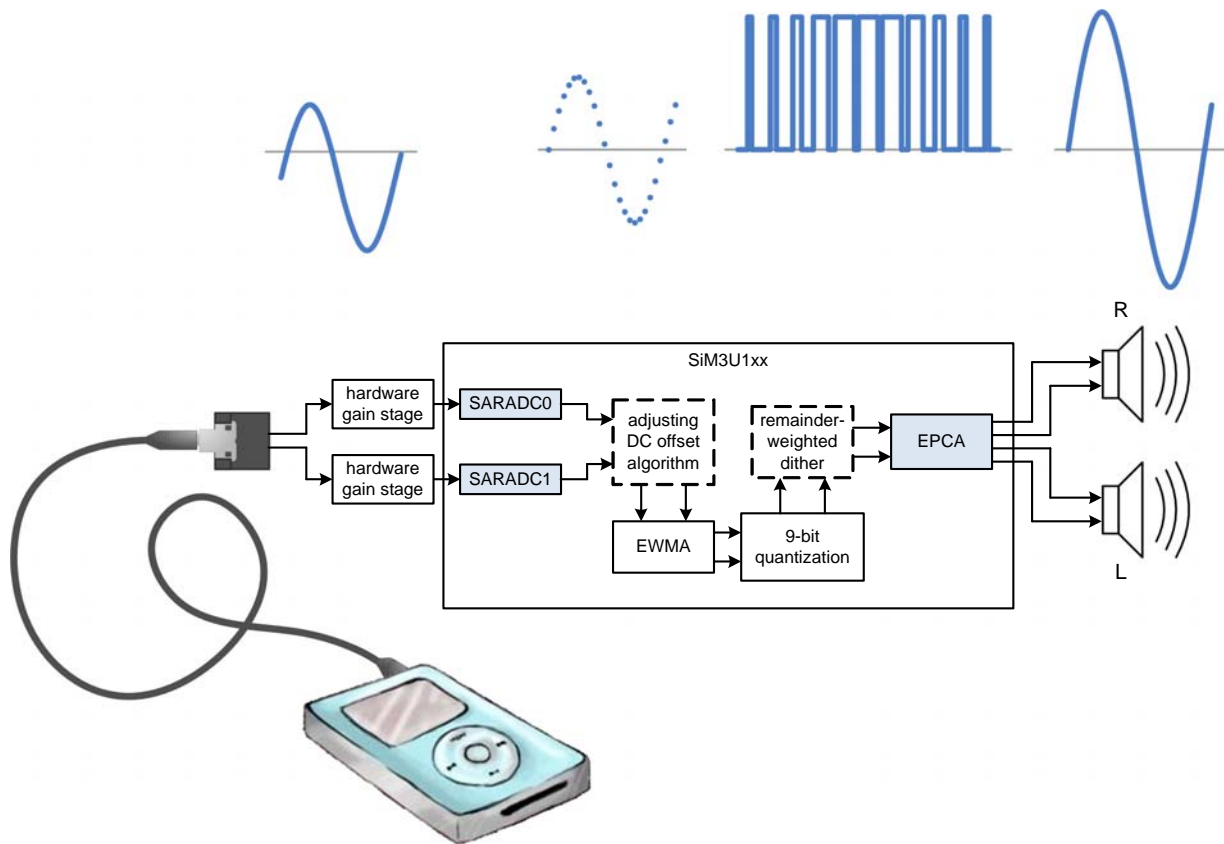 R
SiM3U1xx
hardware
gain stage
SARADC0
adjusting
DC offset
algorithm
remainder-
weighted
dither
EPCA
hardware
gain stage
SARADC1
EWMA
9-bit
quantization
L